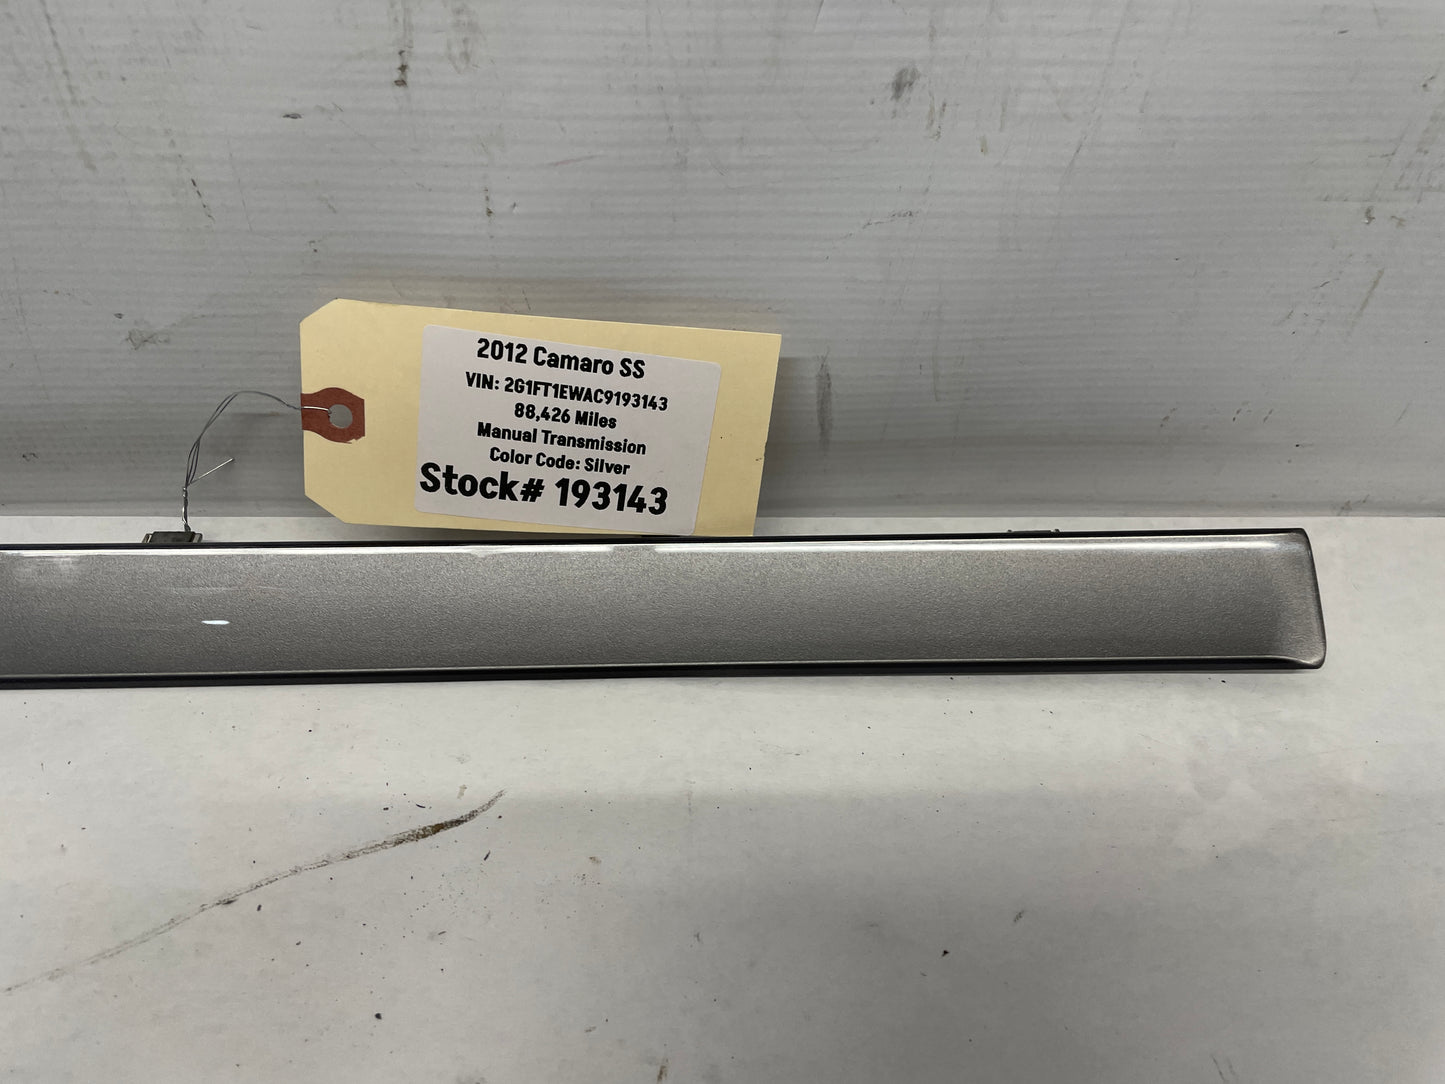 2012 Camaro SS
VIN: 2G1FT1EWAC9193143
88,426 Miles
Manual Transmission
Color Code: Silver
Stock# 193143